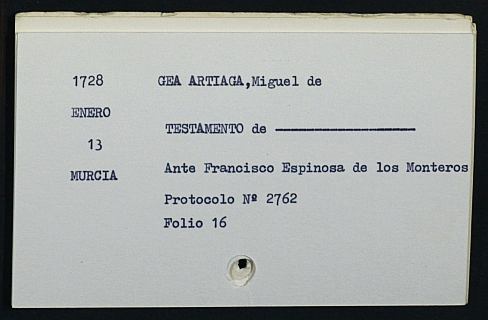 1728 GEA ARTIAGA, Miguel de
ENERO
TESTAMENTO de ——————————
13
MURCIA Ante Francisco Espinosa de los Monteros
Protocolo Nº 2762
Folio 16